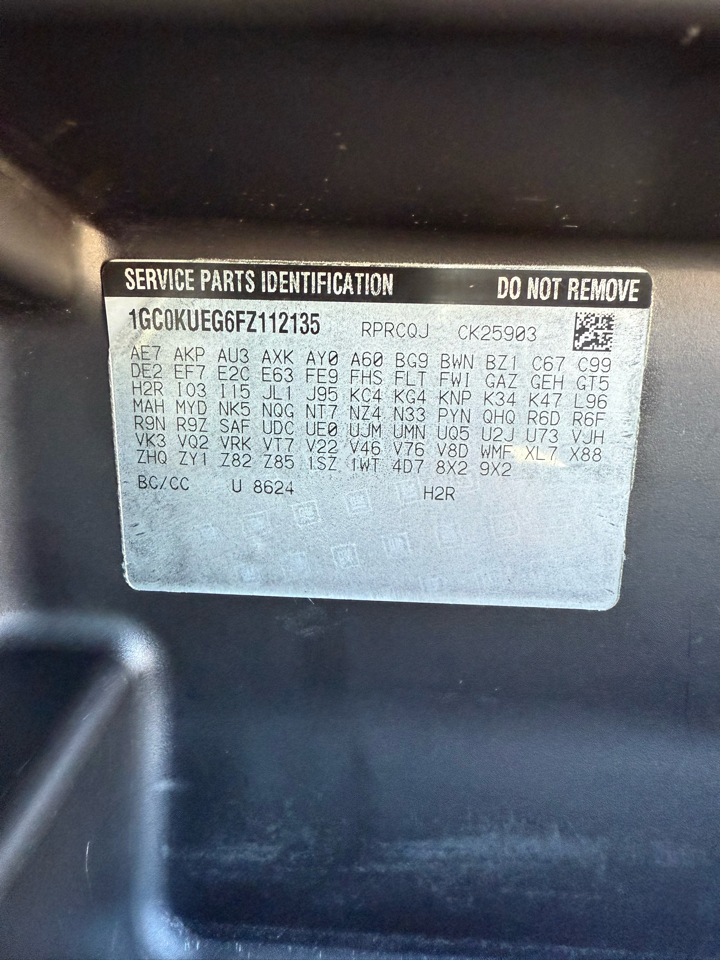 SERVICE PARTS IDENTIFICATION DO NOT REMOVE
1GC0KUEG6FZ112135 RPRCQJ CK25903
AE7 AKP AU3 AXK AY0 A60 BG9 BWN BZ1 C67 C99
DE2 EF7 E2C E63 FE9 FHS FLT FWI GAZ GEH GT5
H2R IO3 I15 JL1 J95 KC4 KG4 KNP K34 K47 L96
MAH MYD NK5 NQG NT7 NZ4 N33 PYN QHQ R6D R6F
R9N R9Z SAF UDC UE0 UJM UMN UQ5 U2J U73 VJH
VK3 VQ2 VRK VT7 V22 V46 V76 V8D WMF XL7 X88
ZHQ ZY1 Z82 Z85 1SZ 1WT 4D7 8X2 9X2
BC/CC U 8624 H2R